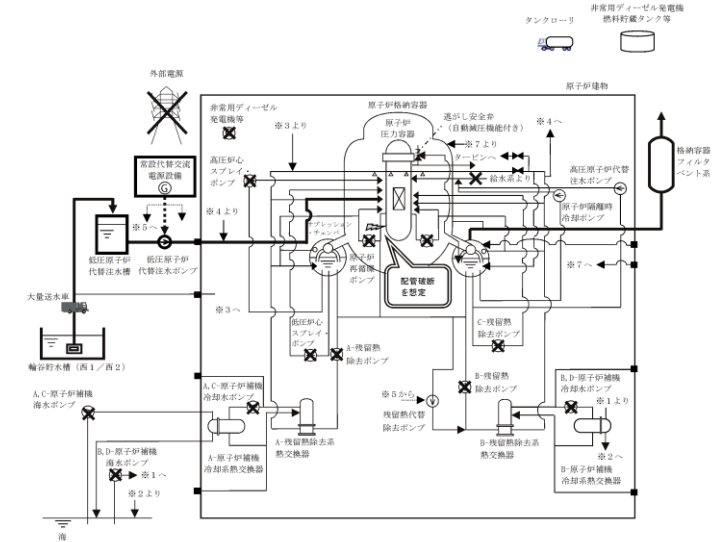 タンクローリ
非常用ディーゼル発電機
燃料貯蔵タンク等
外部電源
原子炉建物
非常用ディーゼル
発電機等
原子炉格納容器
逃がし安全弁
(自動減圧機能付き)
原子炉
圧力容器
※3より
※4へ
※7より
タービンへ
給水系より
高圧炉心
スプレイ
ポンプ
高圧原子炉代替
注水ポンプ
格納容器
フィルタ
ベント系
常設代替交流
電源設備
G
※5へ
※4より
原子炉隔離時
冷却ポンプ
サプレッション
・チェンバ
低圧原子炉
代替注水槽
低圧原子炉
代替注水ポンプ
原子炉
再循環
ポンプ
配管破断
を想定
※7へ
大量送水車
※3へ
低圧炉心
スプレイ・
ポンプ
A-残留熱
除去ポンプ
C-残留熱
除去ポンプ
輪谷貯水槽(西1/西2)
B-残留熱
除去ポンプ
A,C-原子炉補機
海水ポンプ
A,C-原子炉補機
冷却水ポンプ
※5から
残留熱代替
除去ポンプ
B,D-原子炉補機
冷却水ポンプ
※1より
B,D-原子炉補機
海水ポンプ
※1へ
※2より
A-原子炉補機
冷却系熱交換器
A-残留熱除去系
熱交換器
B-残留熱除去系
熱交換器
※2へ
B-原子炉補機
冷却系熱交換器
海